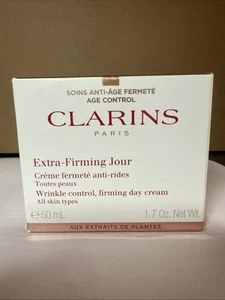 SOINS ANTI-ÂGE FERMETÉ
AGE CONTROL
CLARINS
PARIS
Extra-Firming Jour
Crème fermeté anti-rides
Toutes peaux
Wrinkle control, firming day cream
All skin types
℮50 mL 1.7 Oz. Net Wt.
AUX EXTRAITS DE PLANTES